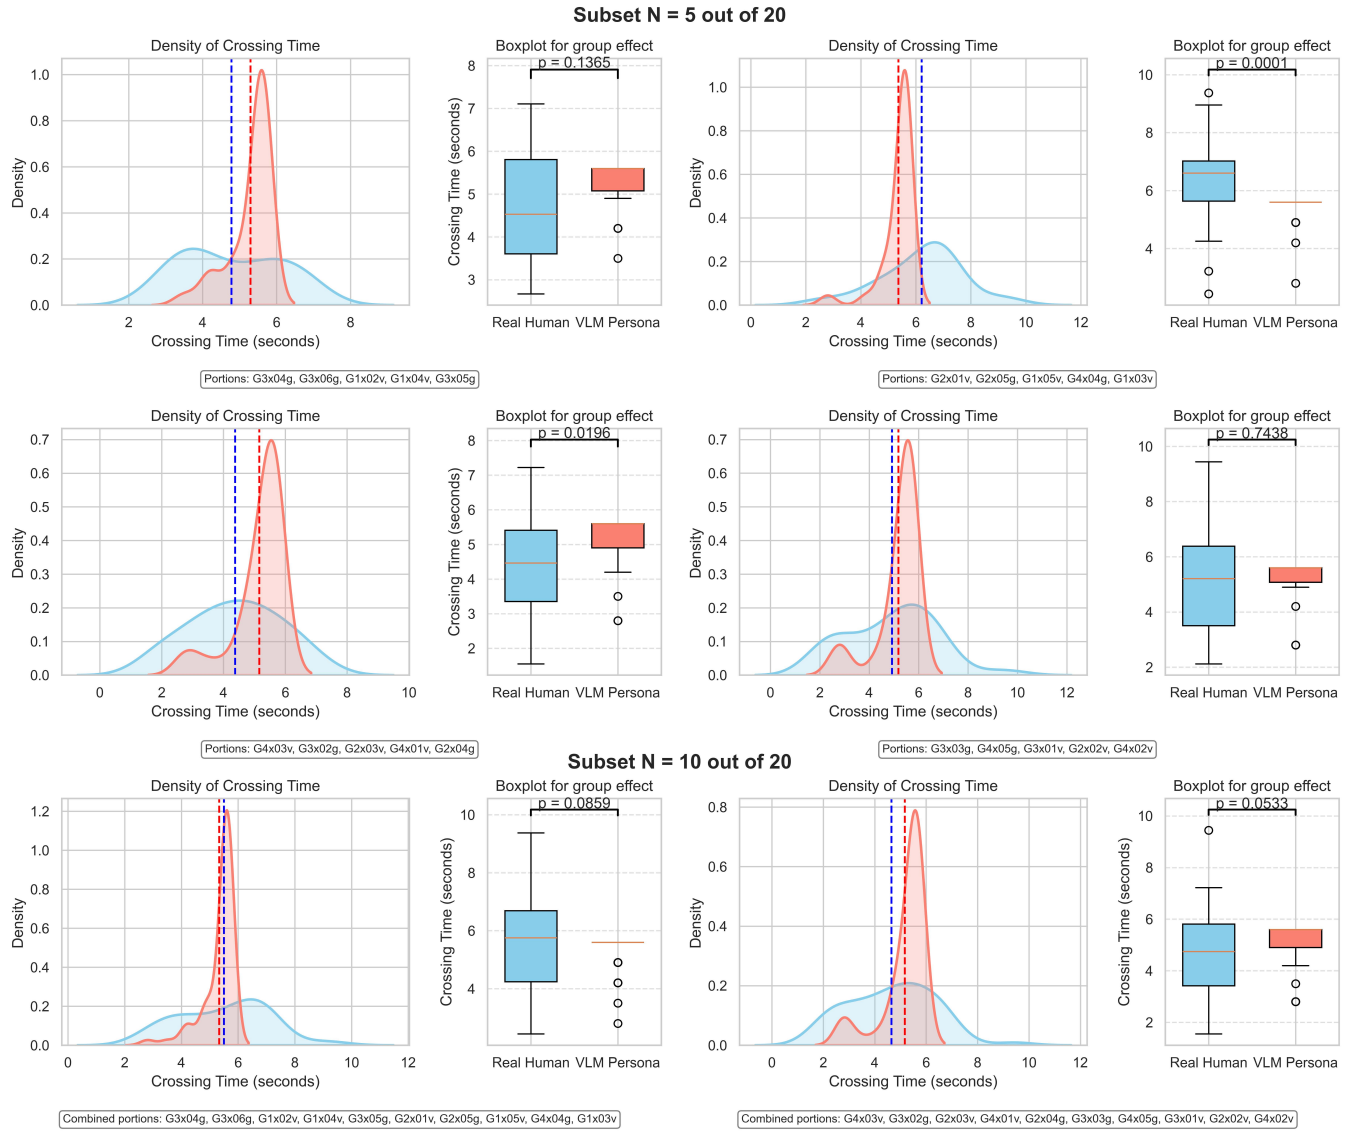 Subset N = 5 out of 20
Density of Crossing Time
Boxplot for group effect
Density of Crossing Time
Boxplot for group effect
p = 0.1365
p = 0.0001
1.0
0.8
0.6
0.4
0.2
0.0
Density
2
4
6
8
Crossing Time (seconds)
8
7
6
5
4
3
Crossing Time (seconds)
Real Human
VLM Persona
1.0
0.8
0.6
0.4
0.2
0.0
Density
0
2
4
6
8
10
12
Crossing Time (seconds)
10
8
6
4
Real Human
VLM Persona
Portions: G3x04g, G3x06g, G1x02v, G1x04v, G3x05g
Portions: G2x01v, G2x05g, G1x05v, G4x04g, G1x03v
Density of Crossing Time
Boxplot for group effect
Density of Crossing Time
Boxplot for group effect
p = 0.0196
p = 0.7438
0.7
0.6
0.5
0.4
0.3
0.2
0.1
0.0
Density
0
2
4
6
8
10
Crossing Time (seconds)
8
7
6
5
4
3
2
Crossing Time (seconds)
Real Human
VLM Persona
0.7
0.6
0.5
0.4
0.3
0.2
0.1
0.0
Density
0
2
4
6
8
10
12
Crossing Time (seconds)
10
8
6
4
2
Real Human
VLM Persona
Portions: G4x03v, G3x02g, G2x03v, G4x01v, G2x04g
Portions: G3x03g, G4x05g, G3x01v, G2x02v, G4x02v
Subset N = 10 out of 20
Density of Crossing Time
Boxplot for group effect
Density of Crossing Time
Boxplot for group effect
p = 0.0859
p = 0.0533
1.2
1.0
0.8
0.6
0.4
0.2
0.0
Density
0
2
4
6
8
10
12
Crossing Time (seconds)
10
8
6
4
Crossing Time (seconds)
Real Human
VLM Persona
0.8
0.6
0.4
0.2
0.0
Density
0
2
4
6
8
10
12
Crossing Time (seconds)
10
8
6
4
2
Crossing Time (seconds)
Real Human
VLM Persona
Combined portions: G3x04g, G3x06g, G1x02v, G1x04v, G3x05g, G2x01v, G2x05g, G1x05v, G4x04g, G1x03v
Combined portions: G4x03v, G3x02g, G2x03v, G4x01v, G2x04g, G3x03g, G4x05g, G3x01v, G2x02v, G4x02v